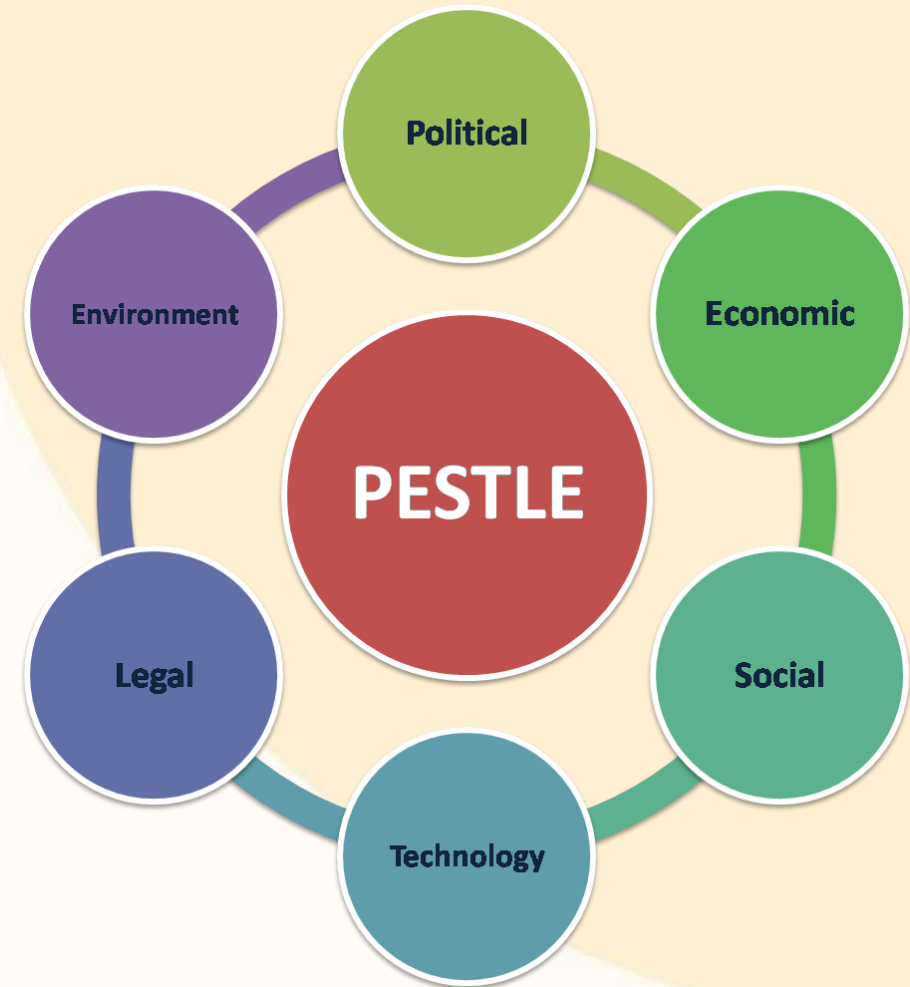 Political
Economic
Social
Technology
Legal
Environment
PESTLE